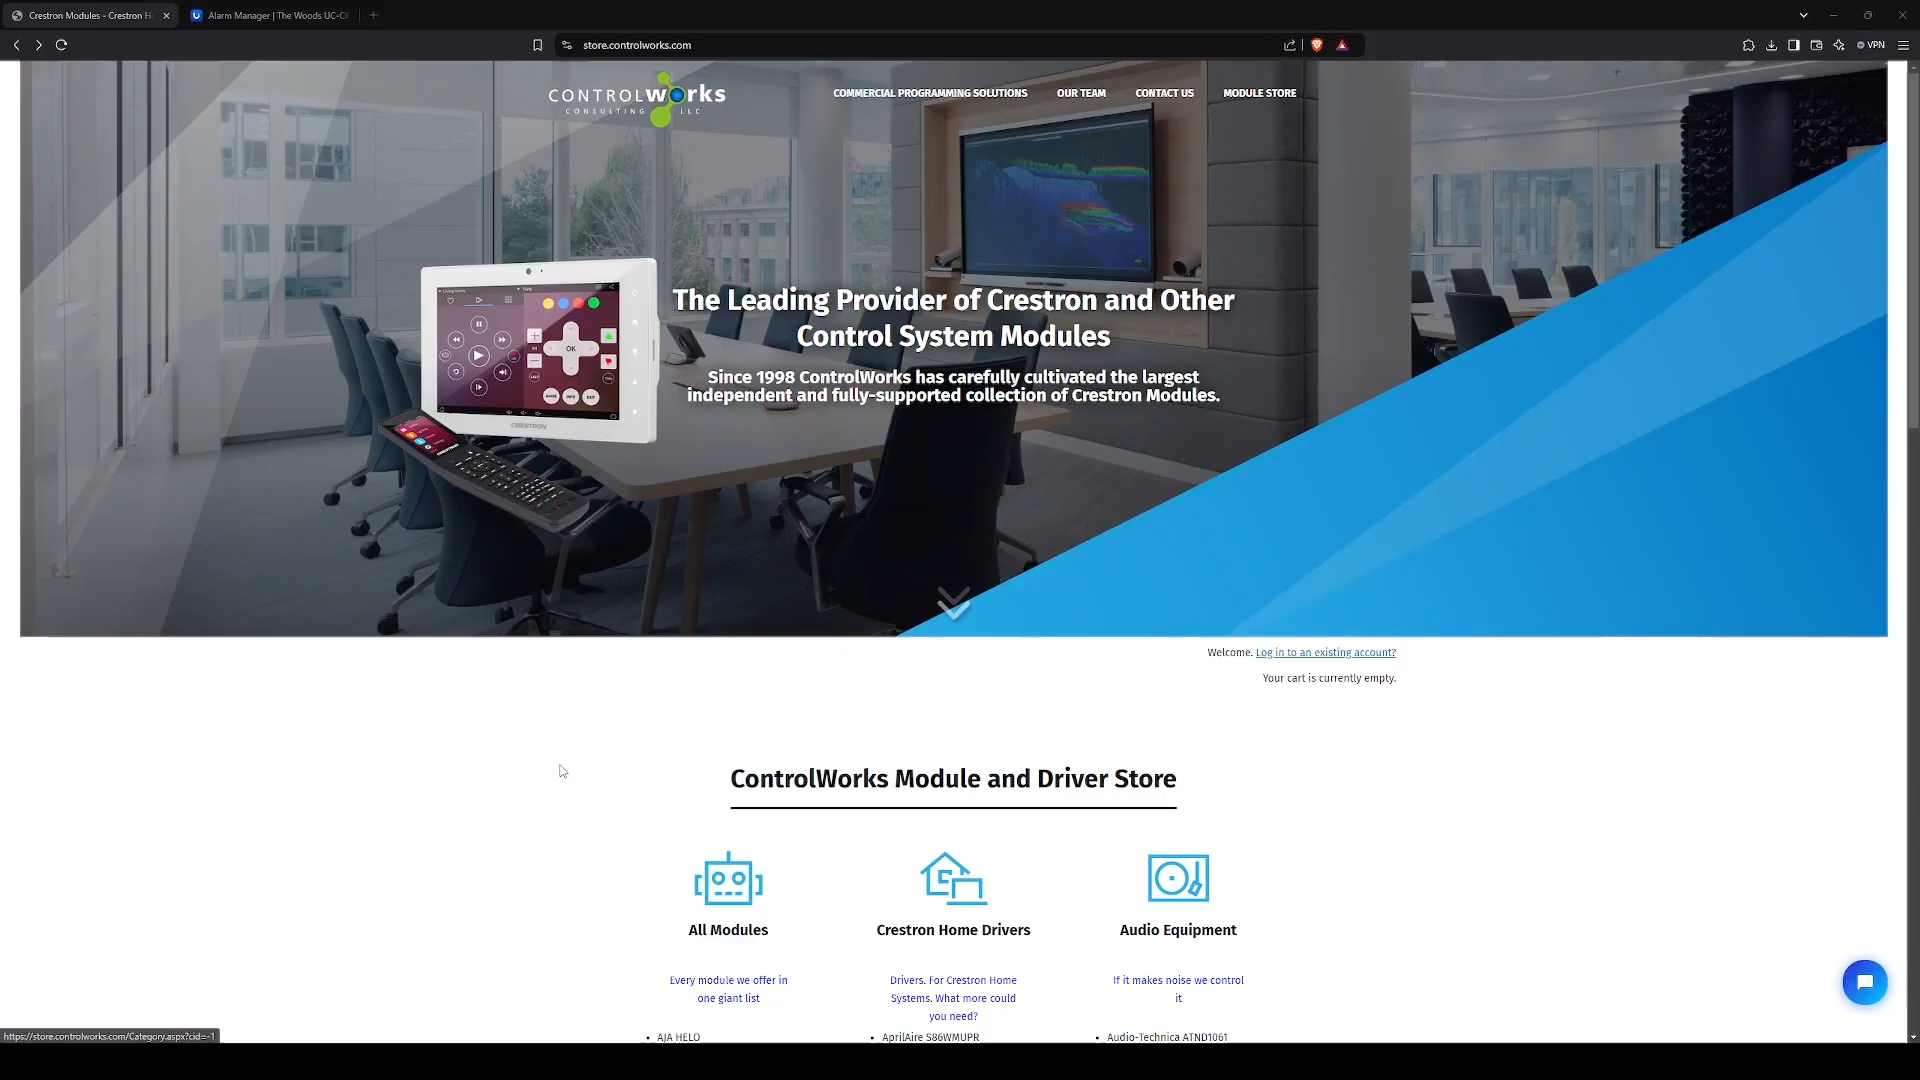 Crestron Modules - Crestron H
Alarm Manager | The Woods UC-Cl
store.controlworks.com
VPN
CONTROLWorks
CONSULTING LLC
COMMERCIAL PROGRAMMING SOLUTIONS
OUR TEAM
CONTACT US
MODULE STORE
OK
GUIDE
INFO
EXIT
CRESTRON
The Leading Provider of Crestron and Other
Control System Modules
Since 1998 ControlWorks has carefully cultivated the largest
independent and fully-supported collection of Crestron Modules.
Welcome. Log in to an existing account?
Your cart is currently empty.
ControlWorks Module and Driver Store
All Modules
Crestron Home Drivers
Audio Equipment
Every module we offer in
one giant list
Drivers. For Crestron Home
Systems. What more could
you need?
If it makes noise we control
it
• AJA HELO
• AprilAire S86WMUPR
• Audio-Technica ATND1061
https://store.controlworks.com/Category.aspx?cid=-1